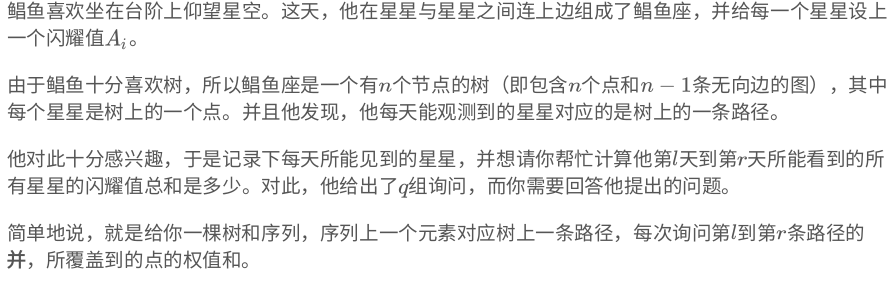 鲳鱼喜欢坐在台阶上仰望星空。这天，他在星星与星星之间连上边组成了鲳鱼座，并给每一个星星设上
一个闪耀值A_i。
由于鲳鱼十分喜欢树，所以鲳鱼座是一个有n个节点的树（即包含n个点和n − 1条无向边的图），其中
每个星星是树上的一个点。并且他发现，他每天能观测到的星星对应的是树上的一条路径。
他对此十分感兴趣，于是记录下每天所能见到的星星，并想请你帮忙计算他第l天到第r天所能看到的所
有星星的闪耀值总和是多少。对此，他给出了q组询问，而你需要回答他提出的问题。
简单地说，就是给你一棵树和序列，序列上一个元素对应树上一条路径，每次询问第l到第r条路径的
并，所覆盖到的点的权值和。